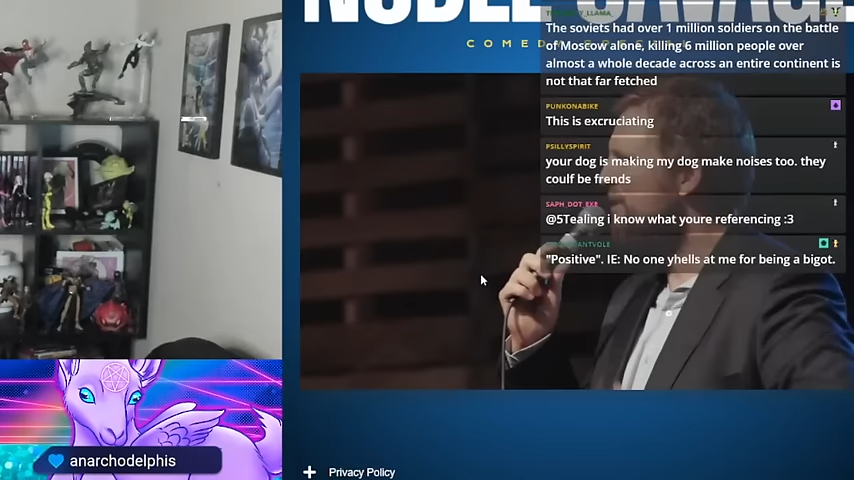 COMED
The soviets had over 1 million soldiers on the battle
of Moscow alone, killing 6 million people over
almost a whole decade across an entire continent is
not that far fetched
PUNKONABIKE
This is excruciating
PSILLYSPIRIT
your dog is making my dog make noises too. they
coulf be frends
SAPH_DOT_EXE
@5Tealing i know what youre referencing :3
"Positive". IE: No one yhells at me for being a bigot.
anarchodelphis
Privacy Policy